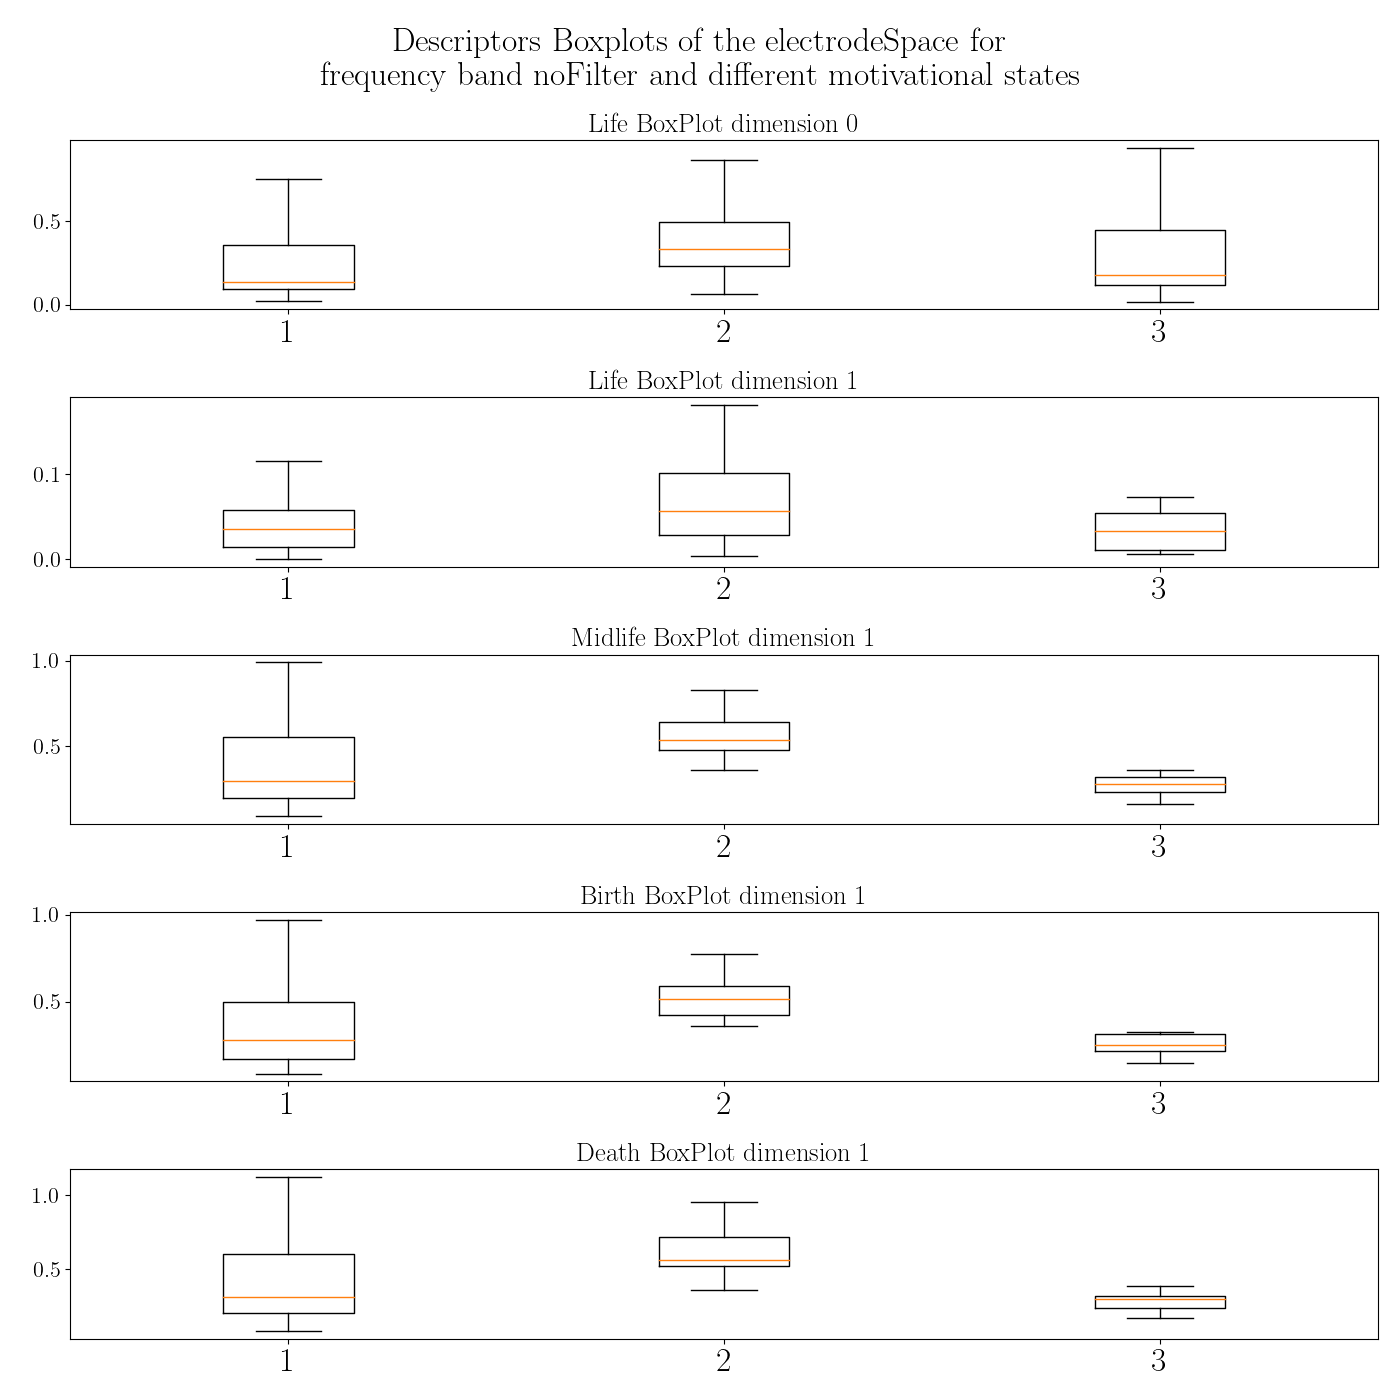 Descriptors Boxplots of the electrodeSpace for
frequency band noFilter and different motivational states
Life BoxPlot dimension 0
0.5
0.0
1 2 3
Life BoxPlot dimension 1
0.1
0.0
1 2 3
Midlife BoxPlot dimension 1
1.0
0.5
1 2 3
Birth BoxPlot dimension 1
1.0
0.5
1 2 3
Death BoxPlot dimension 1
1.0
0.5
1 2 3